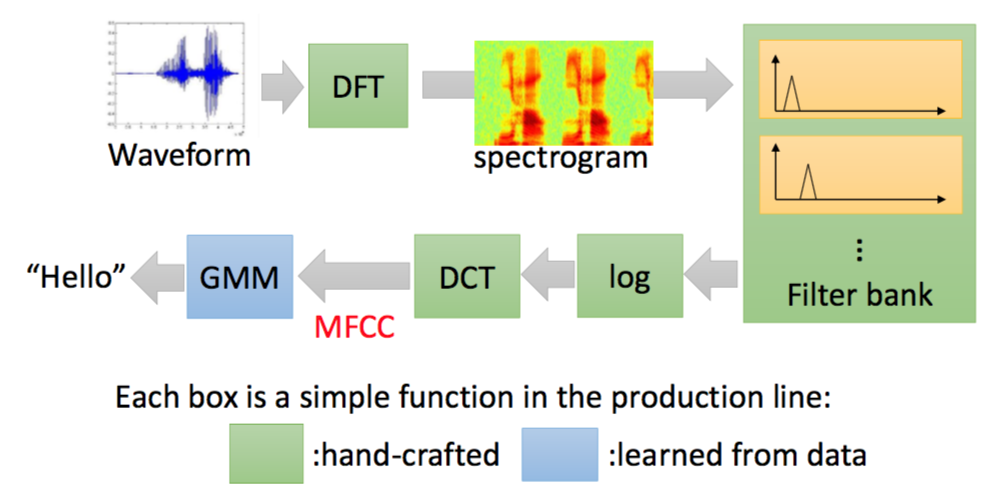 Waveform
DFT
spectrogram
Filter bank
log
DCT
MFCC
GMM
“Hello”
Each box is a simple function in the production line:
:hand-crafted
:learned from data